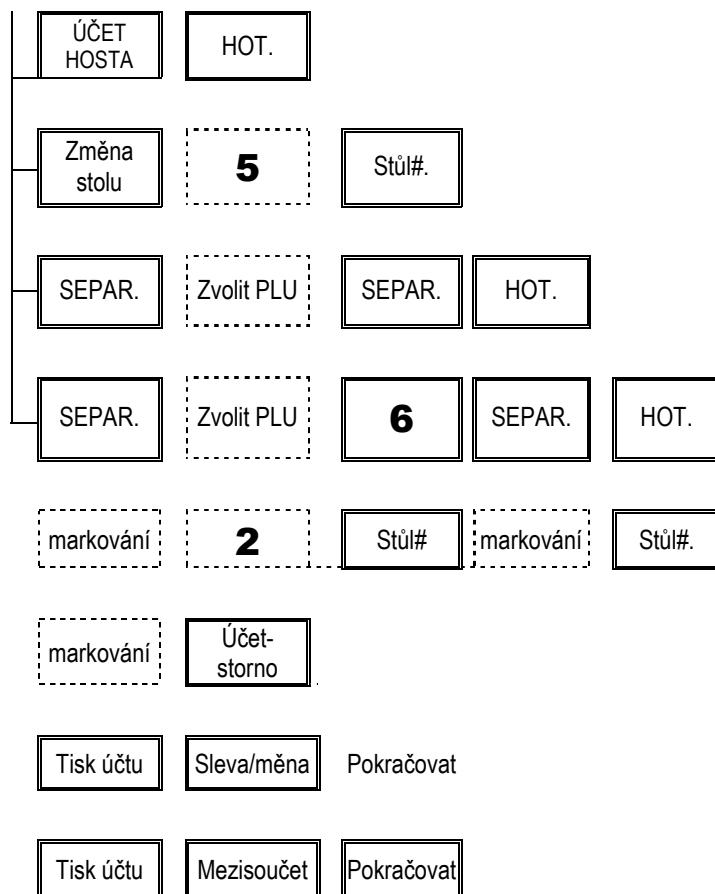 ÚČET
HOSTA
HOT.
Změna
stolu
5
Stůl#.
SEPAR.
Zvolit PLU
SEPAR.
HOT.
SEPAR.
Zvolit PLU
6
SEPAR.
HOT.
markování
2
Stůl#
markování
Stůl#.
markování
Účet-
storno
.
Tisk účtu
Sleva/měna
Pokračovat
Tisk účtu
Mezisoučet
Pokračovat